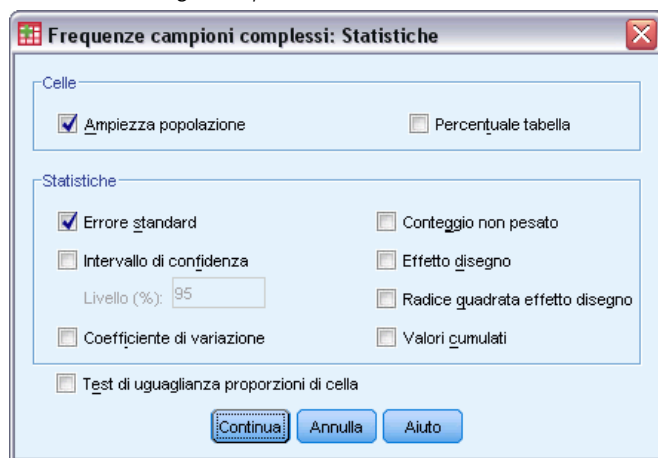 Frequenze campioni complessi: Statistiche
Celle
Ampiezza popolazione
Percentuale tabella
Statistiche
Errore standard
Conteggio non pesato
Intervallo di confidenza
Effetto disegno
Livello (%): 95
Radice quadrata effetto disegno
Coefficiente di variazione
Valori cumulati
Test di uguaglianza proporzioni di cella
Continua
Annulla
Aiuto